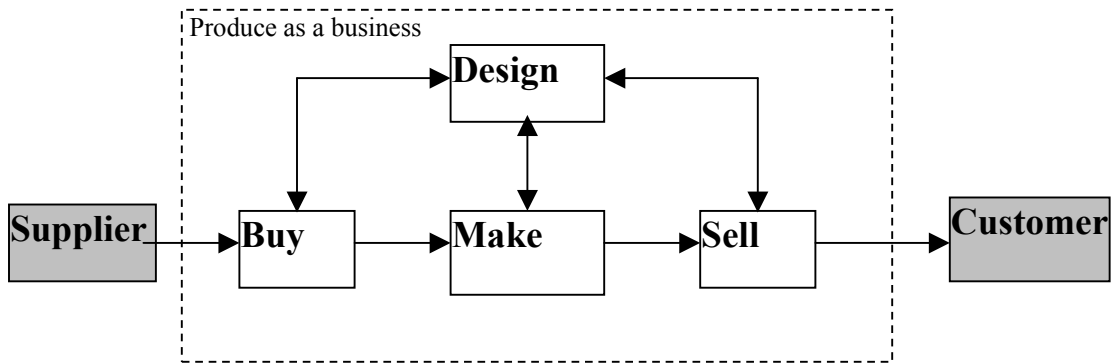 Produce as a business
Design
Supplier
Buy
Make
Sell
Customer